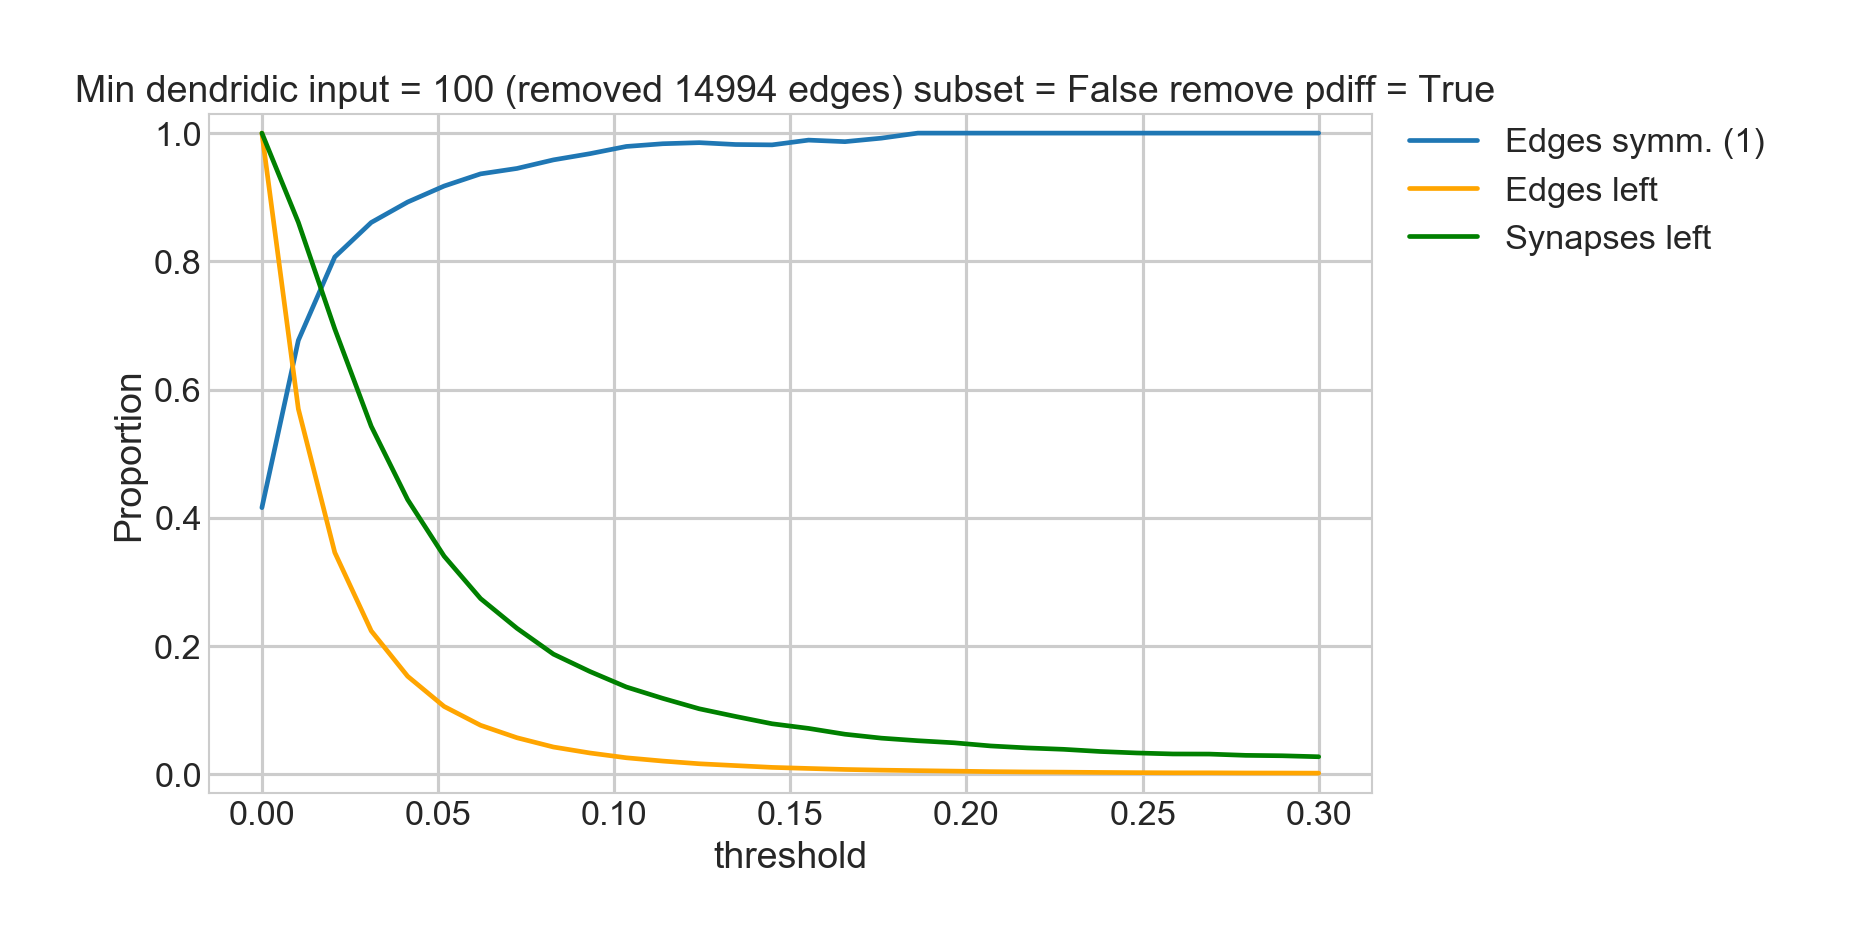 Min dendridic input = 100 (removed 14994 edges) subset = False remove pdiff = True
Edges symm. (1)
Edges left
Synapses left
Proportion
1.0
0.8
0.6
0.4
0.2
0.0
0.00 0.05 0.10 0.15 0.20 0.25 0.30
threshold